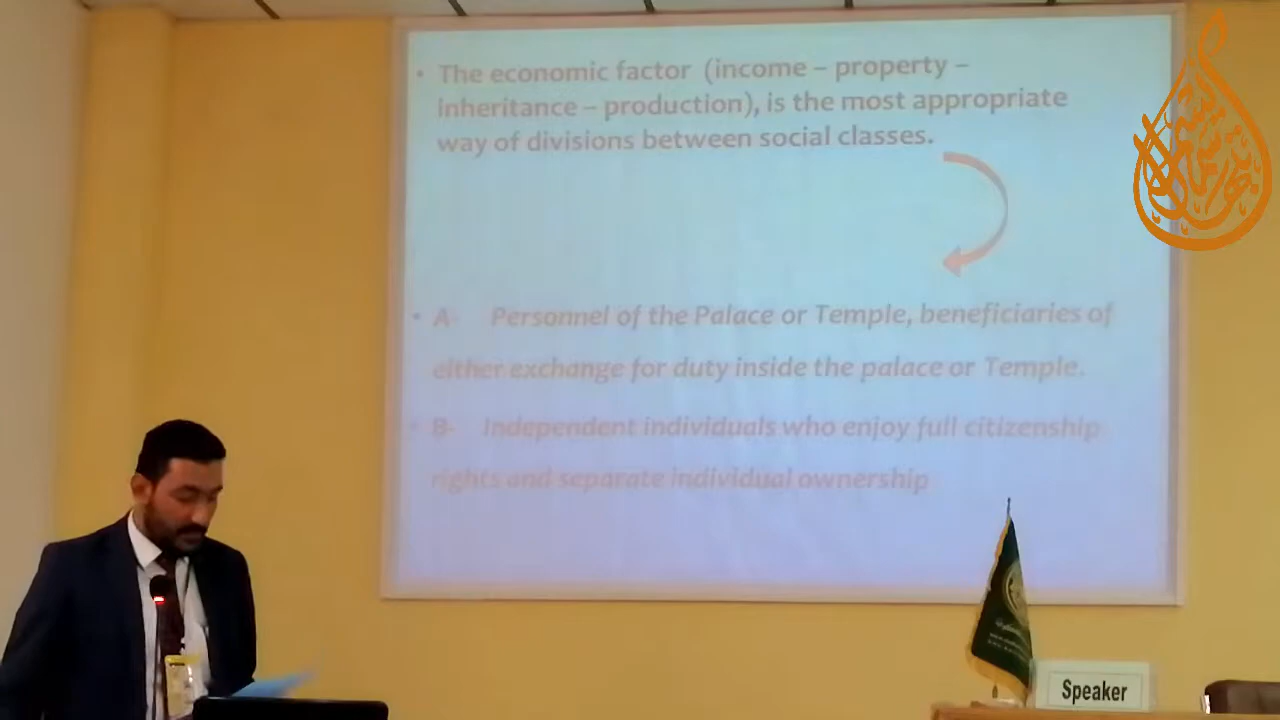 • The economic factor (income – property –
inheritance – production), is the most appropriate
way of divisions between social classes.
• A- Personnel of the Palace or Temple, beneficiaries of
either exchange for duty inside the palace or Temple.
• B- Independent individuals who enjoy full citizenship
rights and separate individual ownership
Speaker